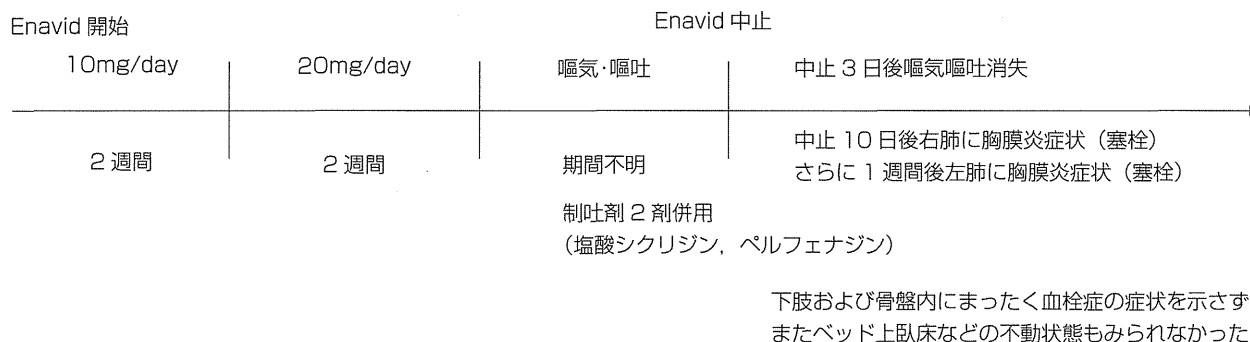 Enavid 開始
Enavid 中止
10mg/day
20mg/day
嘔気・嘔吐
中止 3 日後嘔気嘔吐消失
2 週間
2 週間
期間不明
中止 10 日後右肺に胸膜炎症状（塞栓）
さらに 1 週間後左肺に胸膜炎症状（塞栓）
制吐剤 2 剤併用
（塩酸シクリジン，ペルフェナジン）
下肢および骨盤内にまったく血栓症の症状を示さず
またベッド上臥床などの不動状態もみられなかった